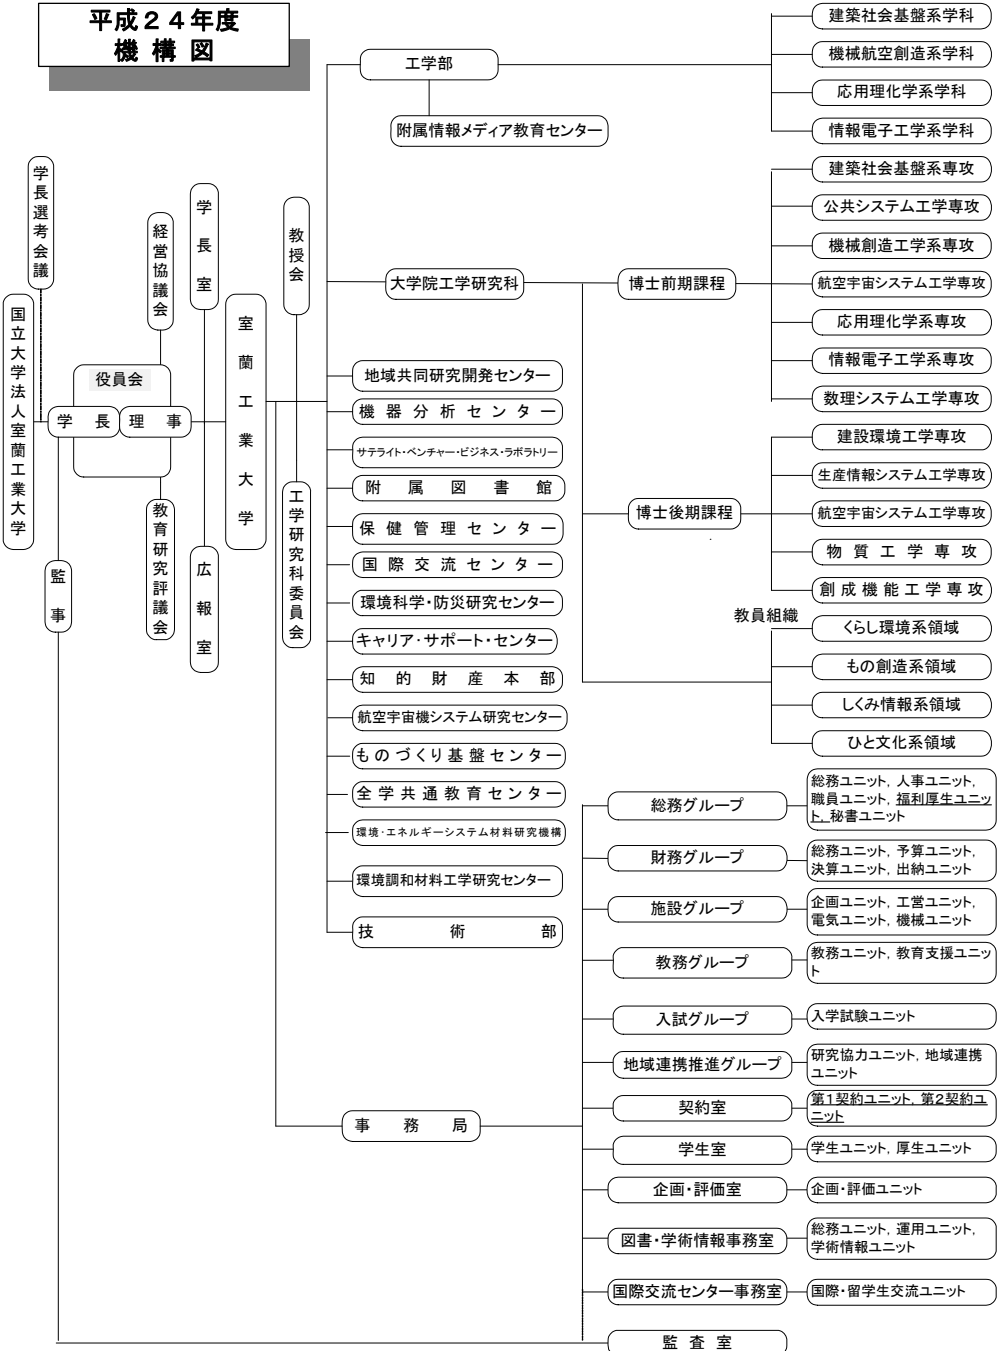 平成２４年度
機 構 図
国立大学法人室蘭工業大学
学長選考会議
学 長
理 事
役員会
監事
経営協議会
教育研究評議会
学長室
広報室
室蘭工業大学
教授会
工学研究科委員会
工学部
附属情報メディア教育センター
建築社会基盤系学科
機械航空創造系学科
応用理化学系学科
情報電子工学系学科
大学院工学研究科
博士前期課程
建築社会基盤系専攻
公共システム工学専攻
機械創造工学系専攻
航空宇宙システム工学専攻
応用理化学系専攻
情報電子工学系専攻
数理システム工学専攻
博士後期課程
建設環境工学専攻
生産情報システム工学専攻
航空宇宙システム工学専攻
物 質 工 学 専 攻
創 成 機 能 工 学 専 攻
教員組織
くらし環境系領域
もの創造系領域
しくみ情報系領域
ひと文化系領域
地域共同研究開発センター
機 器 分 析 セ ン タ ー
サテライト・ベンチャー・ビジネス・ラボラトリー
附 属 図 書 館
保 健 管 理 セ ン タ ー
国 際 交 流 セ ン タ ー
環境科学・防災研究センター
キャリア・サポート・センター
知 的 財 産 本 部
航空宇宙機システム研究センター
も の づ く り 基 盤 セ ン タ ー
全 学 共 通 教 育 セ ン タ ー
環境・エネルギーシステム材料研究機構
環境調和材料工学研究センター
技 術 部
事 務 局
総務グループ
総務ユニット, 人事ユニット,
職員ユニット, 福利厚生ユニッ
ト, 秘書ユニット
財務グループ
総務ユニット, 予算ユニット,
決算ユニット, 出納ユニット
施設グループ
企画ユニット, 工営ユニット,
電気ユニット, 機械ユニット
教務グループ
教務ユニット, 教育支援ユニッ
ト
入試グループ
入学試験ユニット
地域連携推進グループ
研究協力ユニット, 地域連携
ユニット
契約室
第１契約ユニット, 第２契約ユ
ニット
学生室
学生ユニット, 厚生ユニット
企画・評価室
企画・評価ユニット
図書・学術情報事務室
総務ユニット, 運用ユニット,
学術情報ユニット
国際交流センター事務室
国際・留学生交流ユニット
監 査 室